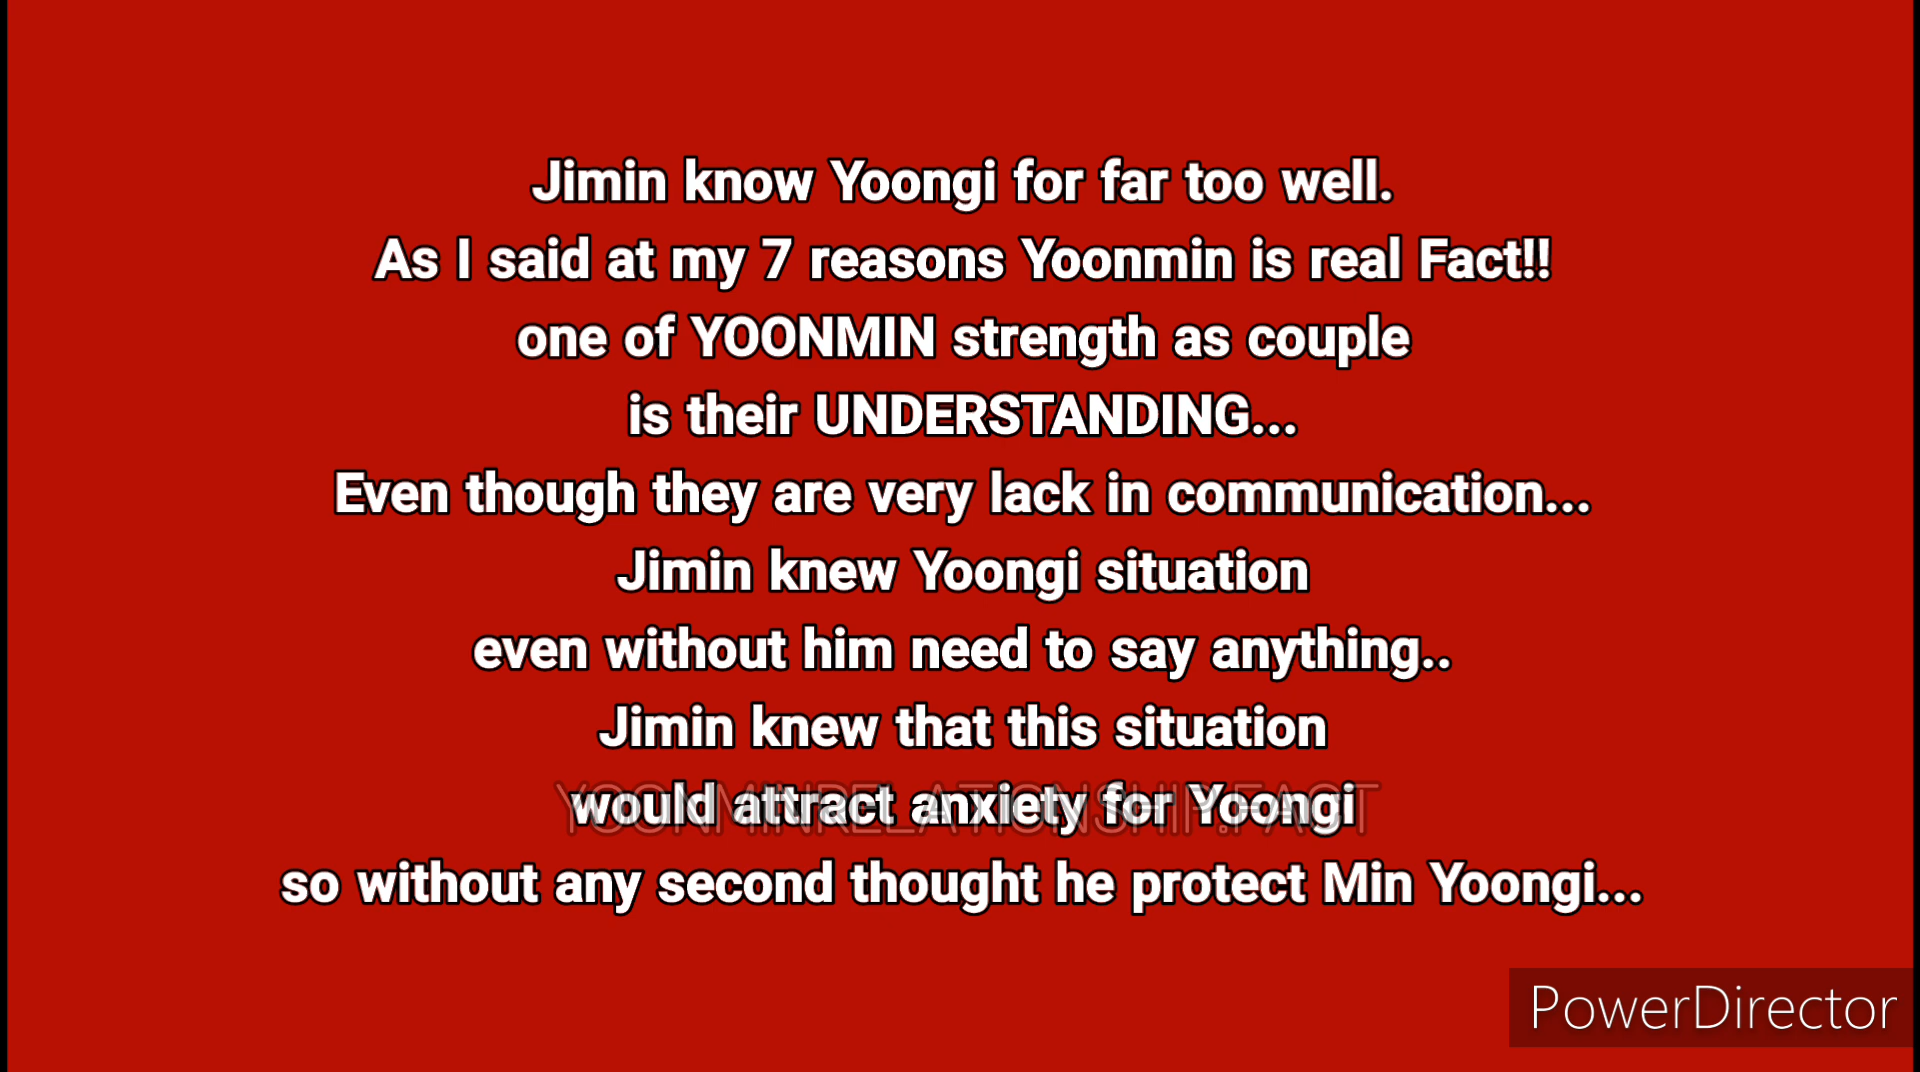 Jimin know Yoongi for far too well.
As I said at my 7 reasons Yoonmin is real Fact!!
one of YOONMIN strength as couple
is their UNDERSTANDING...
Even though they are very lack in communication...
Jimin knew Yoongi situation
even without him need to say anything..
Jimin knew that this situation
would attract anxiety for Yoongi
YOONMINRELATIONSHIP.FACT
so without any second thought he protect Min Yoongi...
PowerDirector